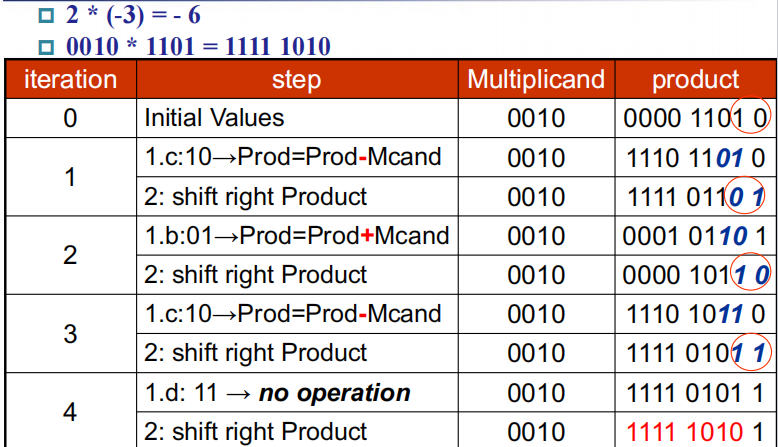 2 * (-3) = - 6
0010 * 1101 = 1111 1010
iteration step Multiplicand product
0 Initial Values 0010 0000 1101 0
1 1.c:10→Prod=Prod-Mcand 0010 1110 1101 0
2: shift right Product 0010 1111 0110 1
2 1.b:01→Prod=Prod+Mcand 0010 0001 0110 1
2: shift right Product 0010 0000 1011 0
3 1.c:10→Prod=Prod-Mcand 0010 1110 1011 0
2: shift right Product 0010 1111 0101 1
4 1.d: 11 → no operation 0010 1111 0101 1
2: shift right Product 0010 1111 1010 1